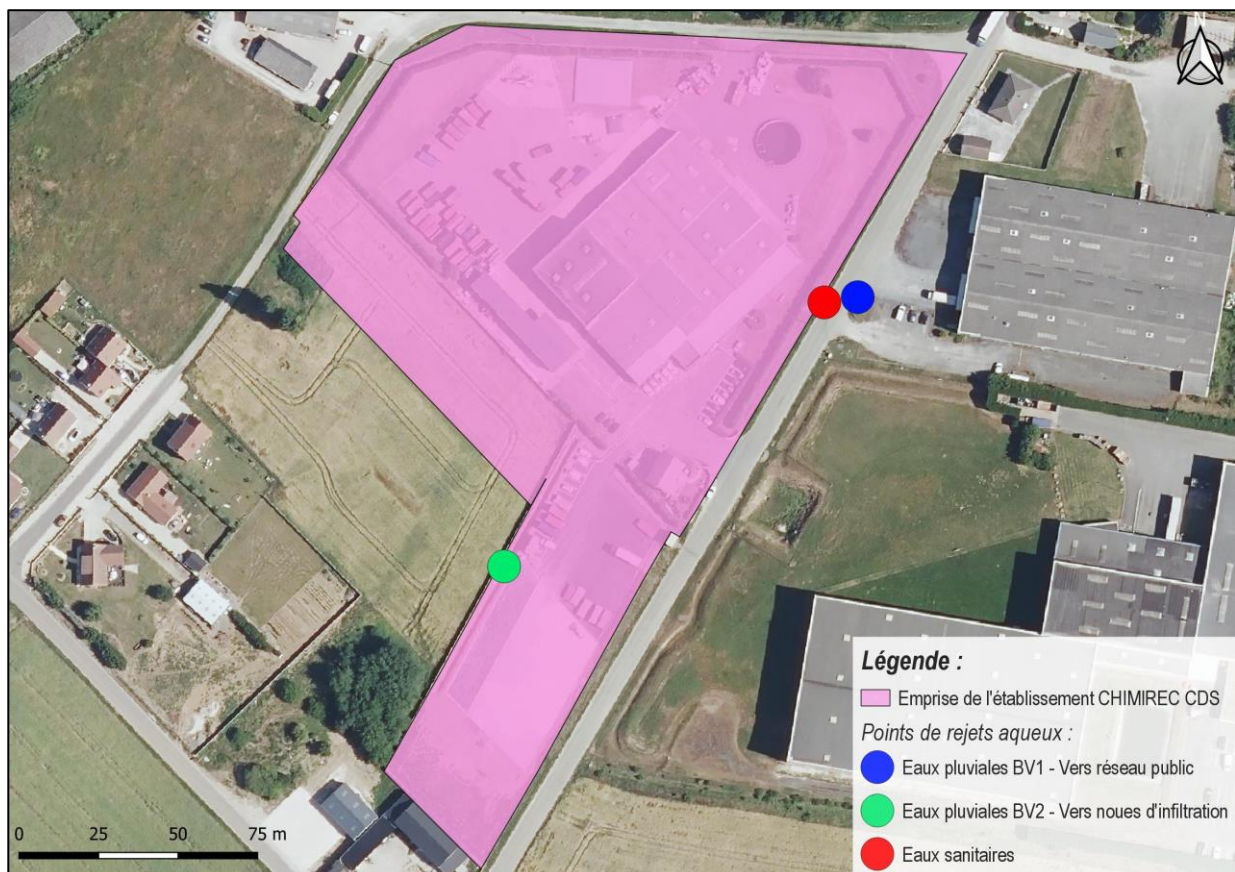 N
Légende :
Emprise de l'établissement CHIMIREC CDS
Points de rejets aqueux :
Eaux pluviales BV1 - Vers réseau public
Eaux pluviales BV2 - Vers noues d'infiltration
Eaux sanitaires
0 25 50 75 m